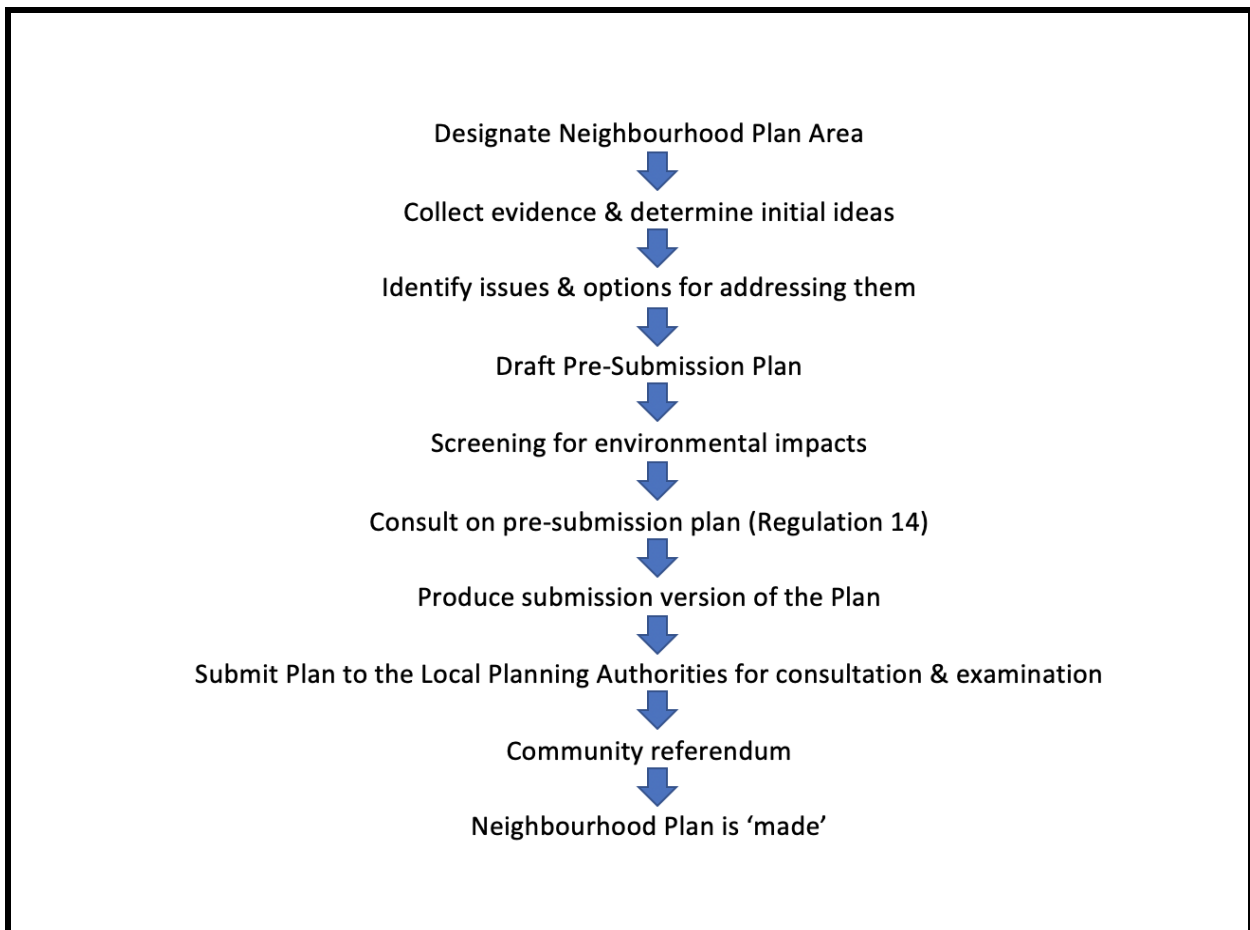 Designate Neighbourhood Plan Area
Collect evidence & determine initial ideas
Identify issues & options for addressing them
Draft Pre-Submission Plan
Screening for environmental impacts
Consult on pre-submission plan (Regulation 14)
Produce submission version of the Plan
Submit Plan to the Local Planning Authorities for consultation & examination
Community referendum
Neighbourhood Plan is ‘made’